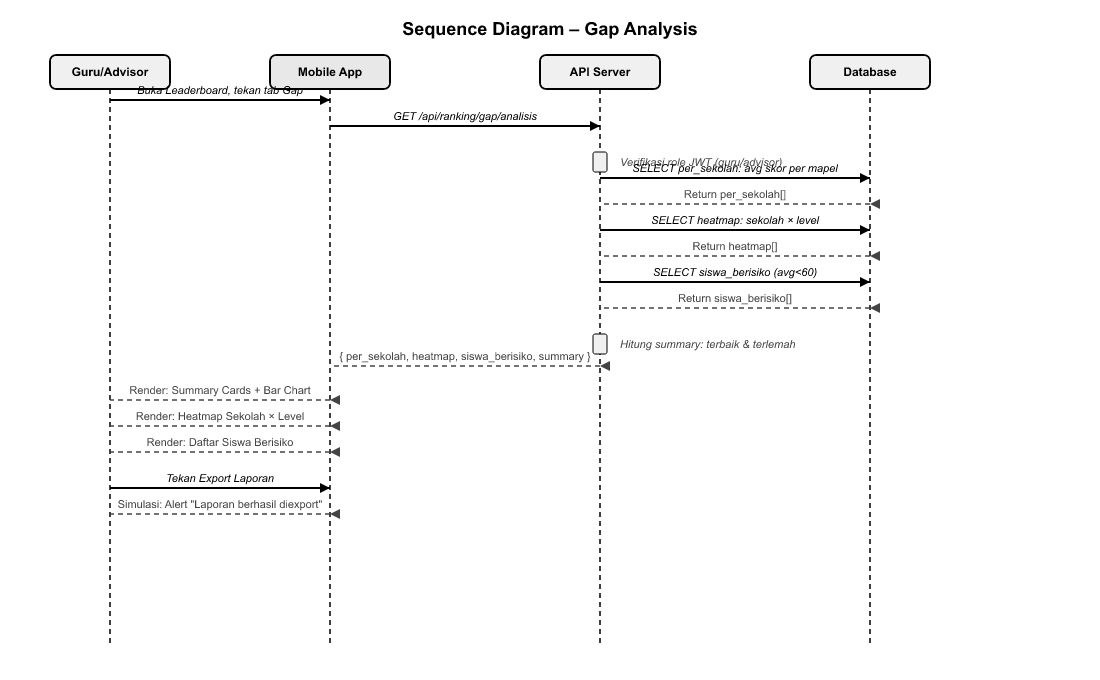 Sequence Diagram – Gap Analysis
Guru/Advisor
Mobile App
API Server
Database
Buka Leaderboard, tekan tab Gap
GET /api/ranking/gap/analisis
Verifikasi role JWT (guru/advisor)
SELECT per_sekolah: avg skor per mapel
Return per_sekolah[]
SELECT heatmap: sekolah × level
Return heatmap[]
SELECT siswa_berisiko (avg<60)
Return siswa_berisiko[]
Hitung summary: terbaik & terlemah
{ per_sekolah, heatmap, siswa_berisiko, summary }
Render: Summary Cards + Bar Chart
Render: Heatmap Sekolah × Level
Render: Daftar Siswa Berisiko
Tekan Export Laporan
Simulasi: Alert "Laporan berhasil diexport"